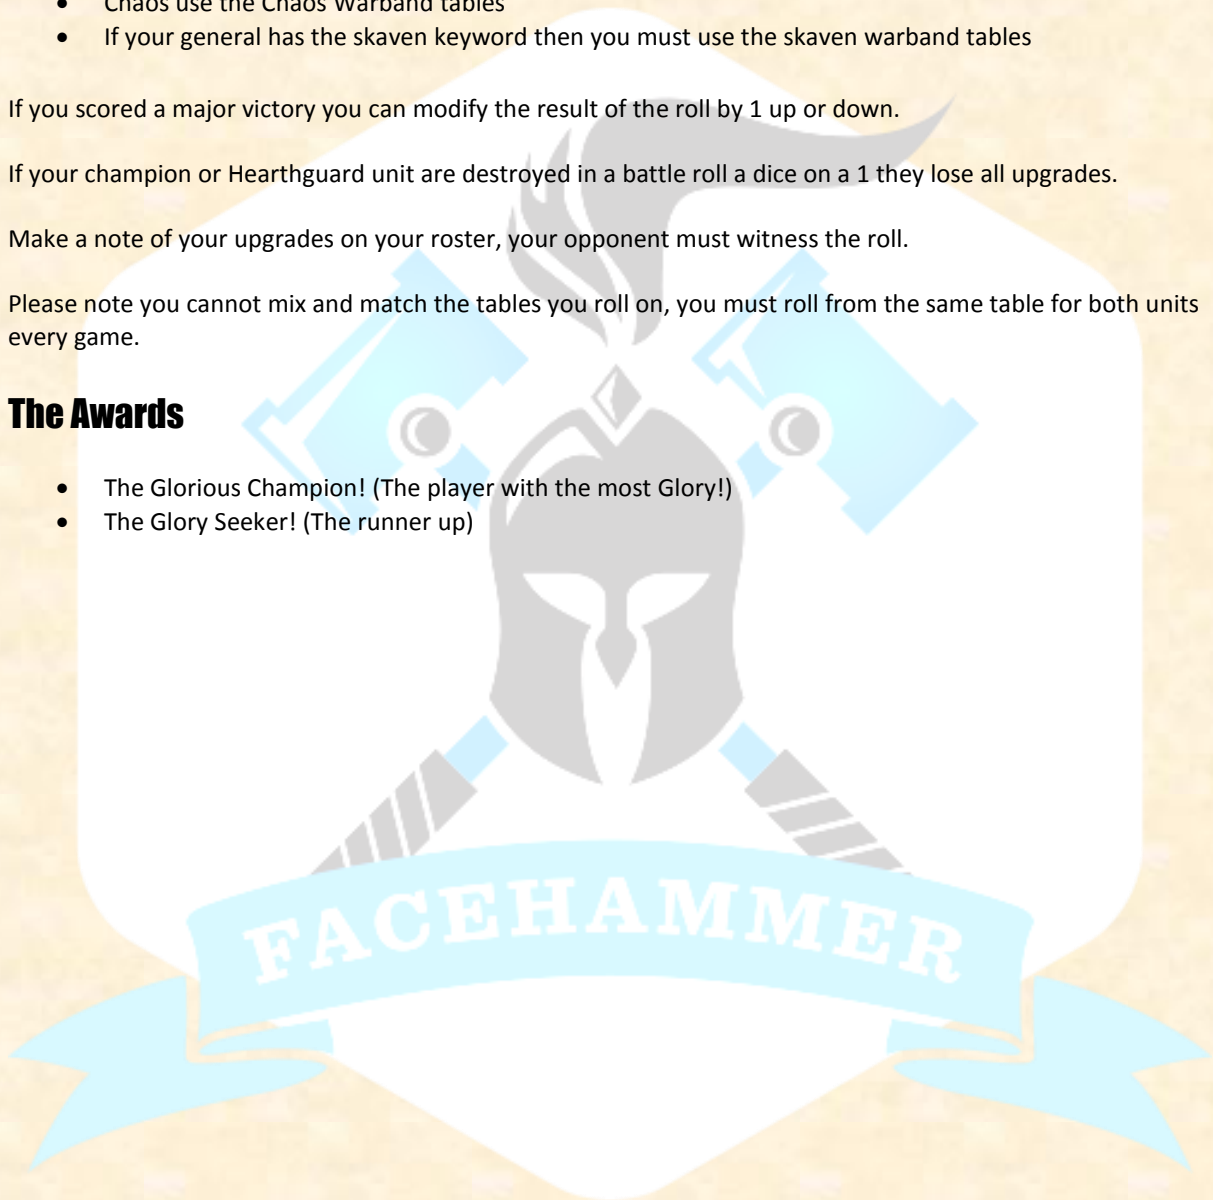 • Chaos use the Chaos Warband tables
• If your general has the skaven keyword then you must use the skaven warband tables
If you scored a major victory you can modify the result of the roll by 1 up or down.
If your champion or Hearthguard unit are destroyed in a battle roll a dice on a 1 they lose all upgrades.
Make a note of your upgrades on your roster, your opponent must witness the roll.
Please note you cannot mix and match the tables you roll on, you must roll from the same table for both units
every game.
The Awards
• The Glorious Champion! (The player with the most Glory!)
• The Glory Seeker! (The runner up)
FACEHAMMER